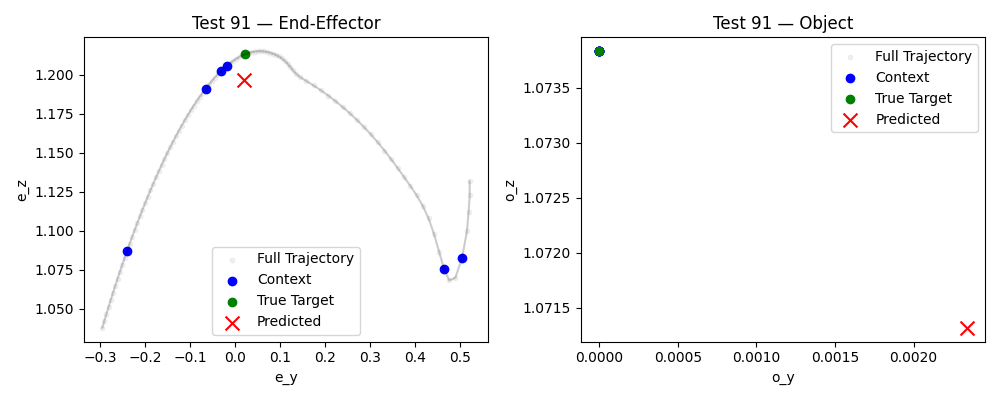 Test 91 — End-Effector
e_z
1.200
1.175
1.150
1.125
1.100
1.075
1.050
Full Trajectory
Context
True Target
Predicted
−0.3 −0.2 −0.1 0.0 0.1 0.2 0.3 0.4 0.5
e_y
Test 91 — Object
o_z
1.0735
1.0730
1.0725
1.0720
1.0715
Full Trajectory
Context
True Target
Predicted
0.0000 0.0005 0.0010 0.0015 0.0020
o_y